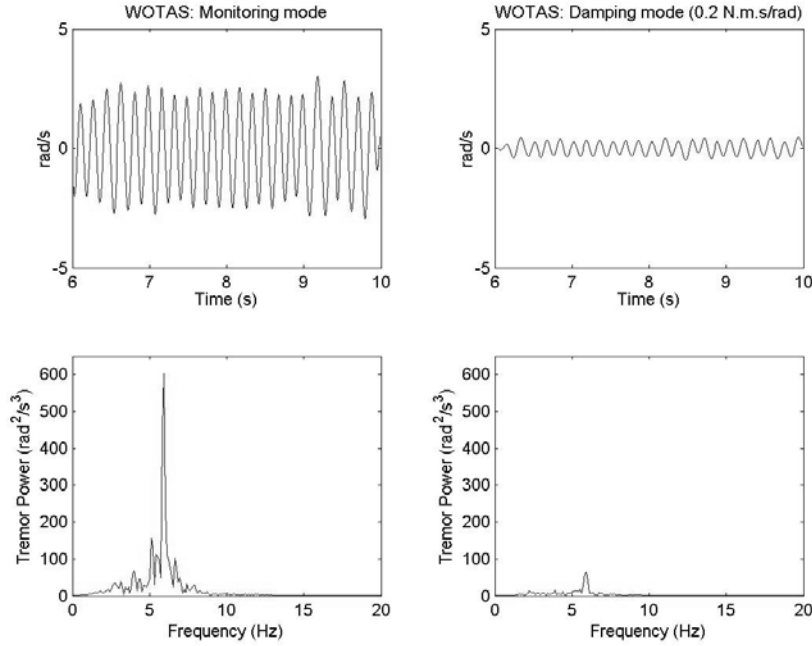 WOTAS: Monitoring mode
5
0
-5
rad/s
6 7 8 9 10
Time (s)
WOTAS: Damping mode (0.2 N.m.s/rad)
5
0
-5
rad/s
6 7 8 9 10
Time (s)
600
500
400
300
200
100
0
Tremor Power (rad²/s³)
0 5 10 15 20
Frequency (Hz)
600
500
400
300
200
100
0
Tremor Power (rad²/s³)
0 5 10 15 20
Frequency (Hz)